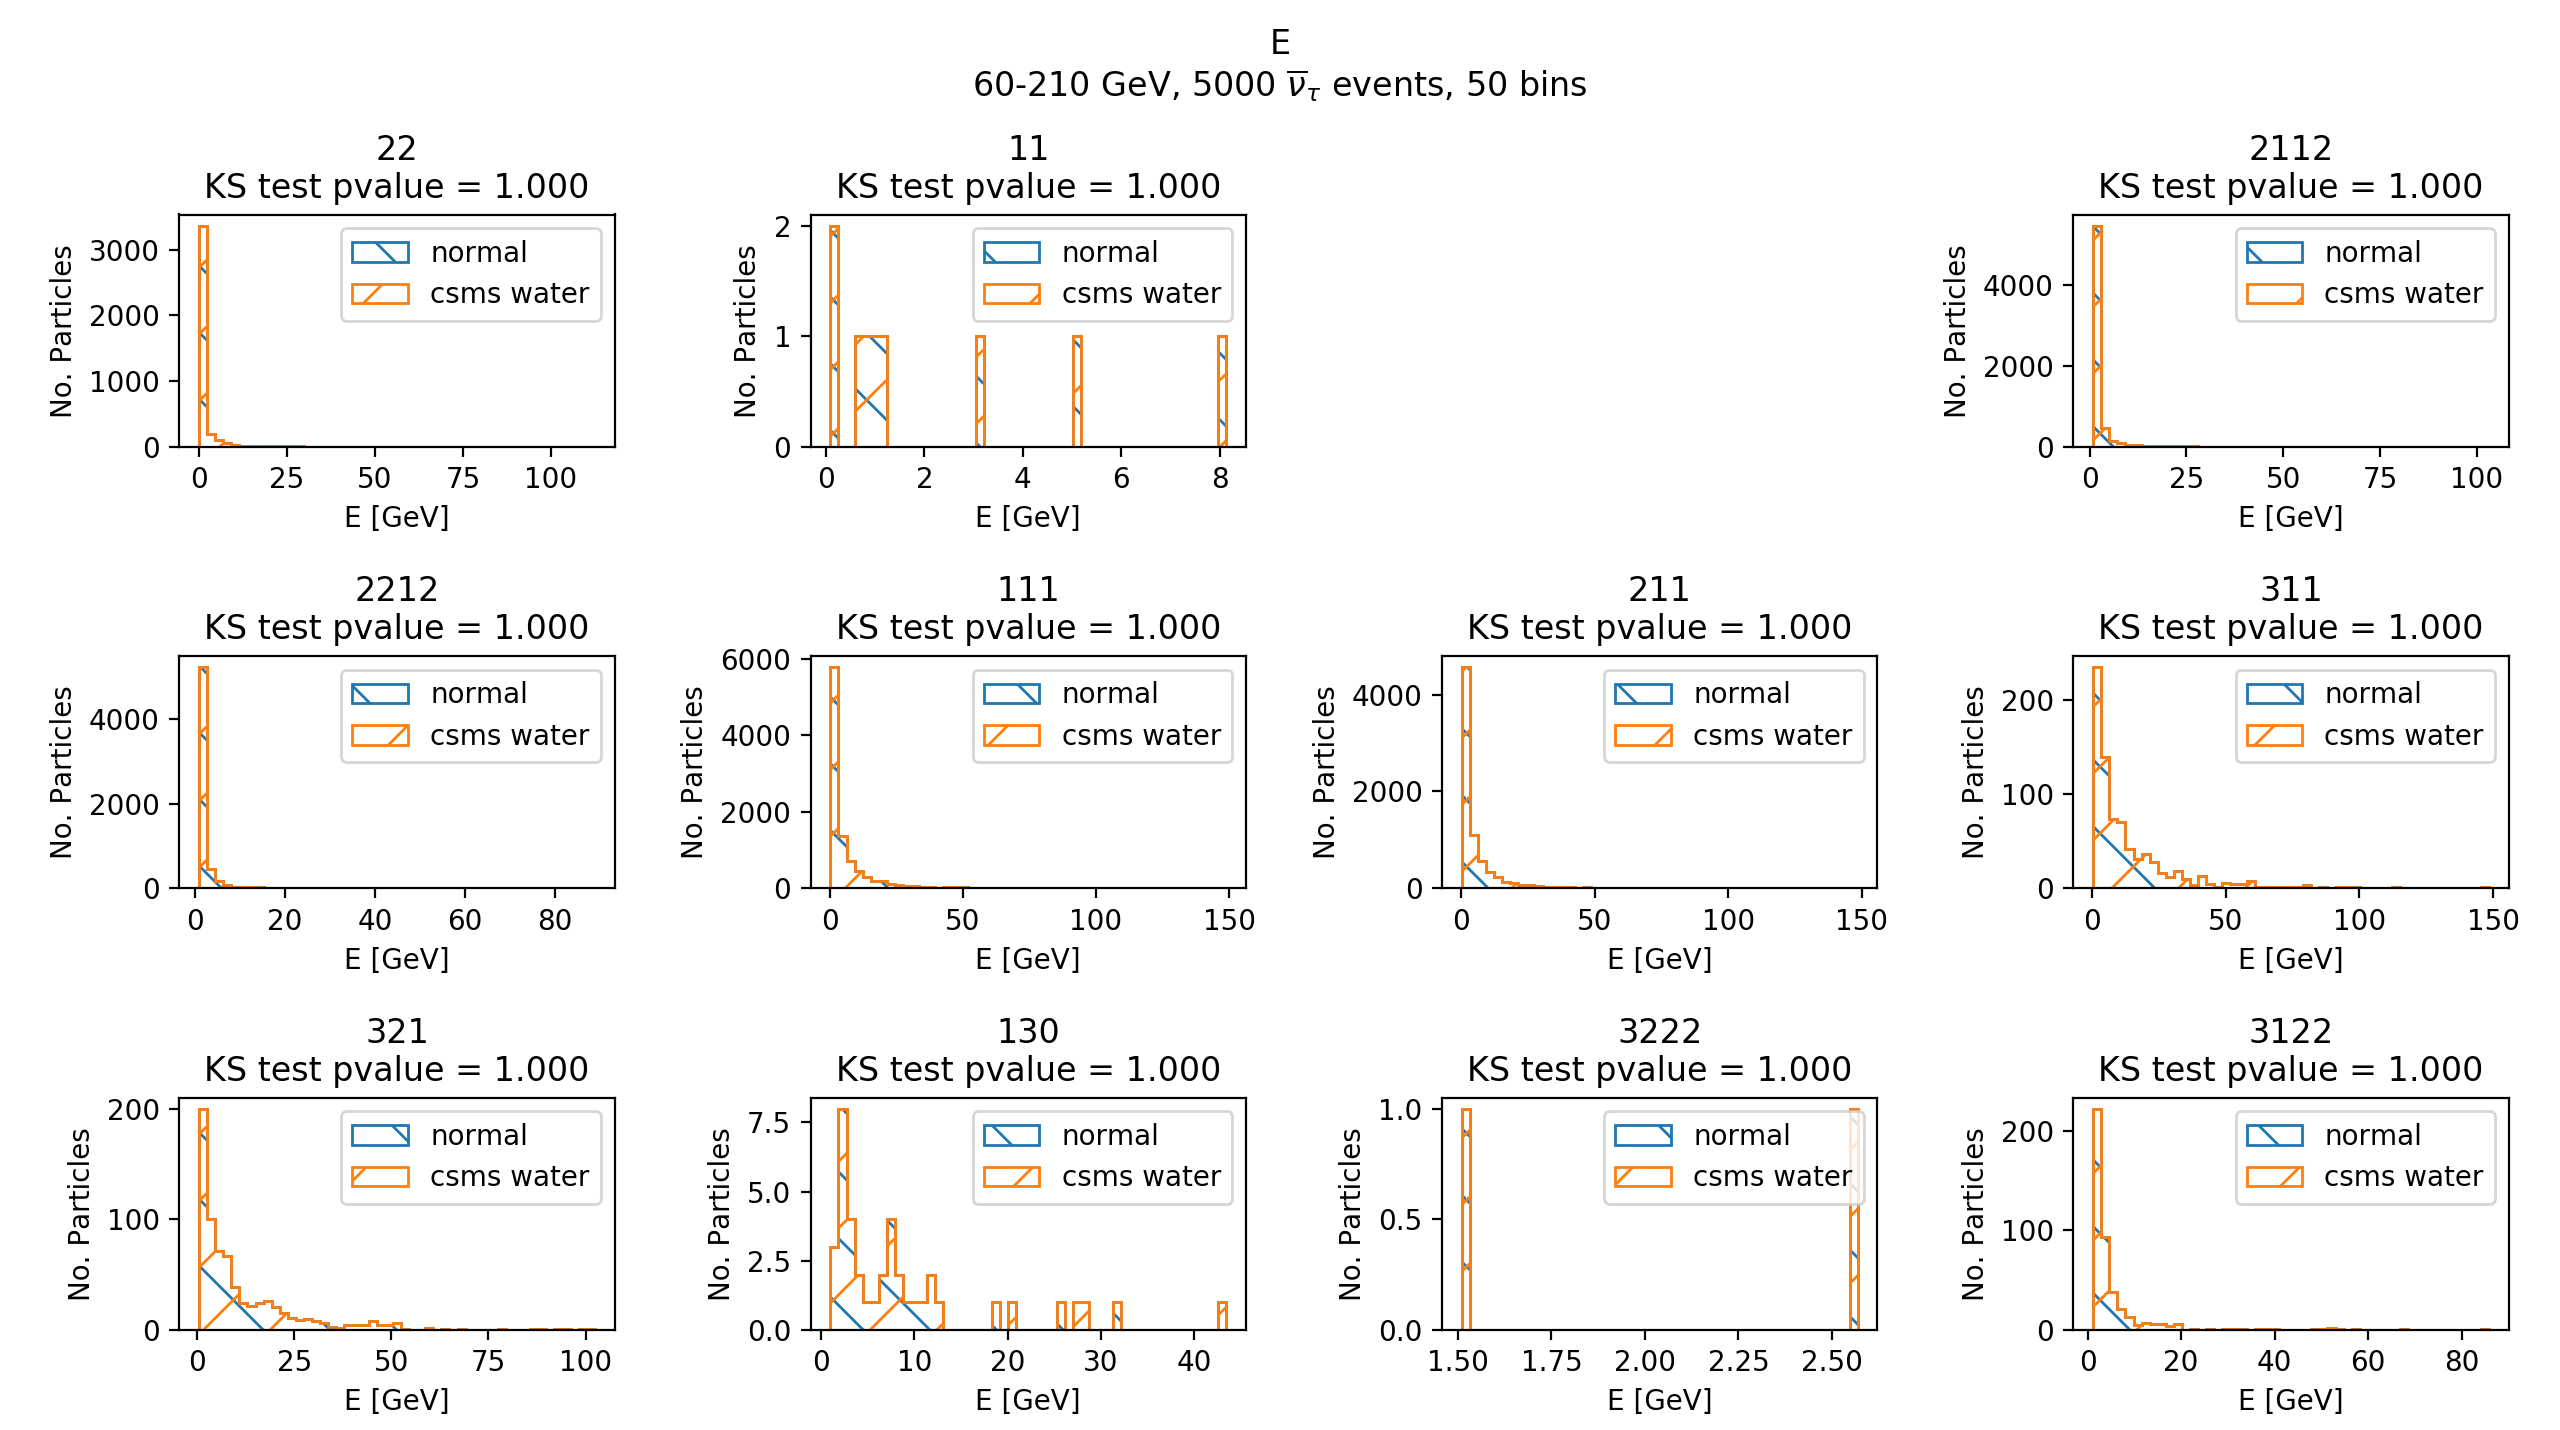 E
60-210 GeV, 5000 ν̅τ events, 50 bins
22
KS test pvalue = 1.000
No. Particles
3000
2000
1000
0
normal
csms water
0 25 50 75 100
E [GeV]
11
KS test pvalue = 1.000
No. Particles
2
1
0
normal
csms water
0 2 4 6 8
E [GeV]
2112
KS test pvalue = 1.000
No. Particles
4000
2000
0
normal
csms water
0 25 50 75 100
E [GeV]
2212
KS test pvalue = 1.000
No. Particles
4000
2000
0
normal
csms water
0 20 40 60 80
E [GeV]
111
KS test pvalue = 1.000
No. Particles
6000
4000
2000
0
normal
csms water
0 50 100 150
E [GeV]
211
KS test pvalue = 1.000
No. Particles
4000
2000
0
normal
csms water
0 50 100 150
E [GeV]
311
KS test pvalue = 1.000
No. Particles
200
100
0
normal
csms water
0 50 100 150
E [GeV]
321
KS test pvalue = 1.000
No. Particles
200
100
0
normal
csms water
0 25 50 75 100
E [GeV]
130
KS test pvalue = 1.000
No. Particles
7.5
5.0
2.5
0.0
normal
csms water
0 10 20 30 40
E [GeV]
3222
KS test pvalue = 1.000
No. Particles
1.0
0.5
0.0
normal
csms water
1.50 1.75 2.00 2.25 2.50
E [GeV]
3122
KS test pvalue = 1.000
No. Particles
200
100
0
normal
csms water
0 20 40 60 80
E [GeV]